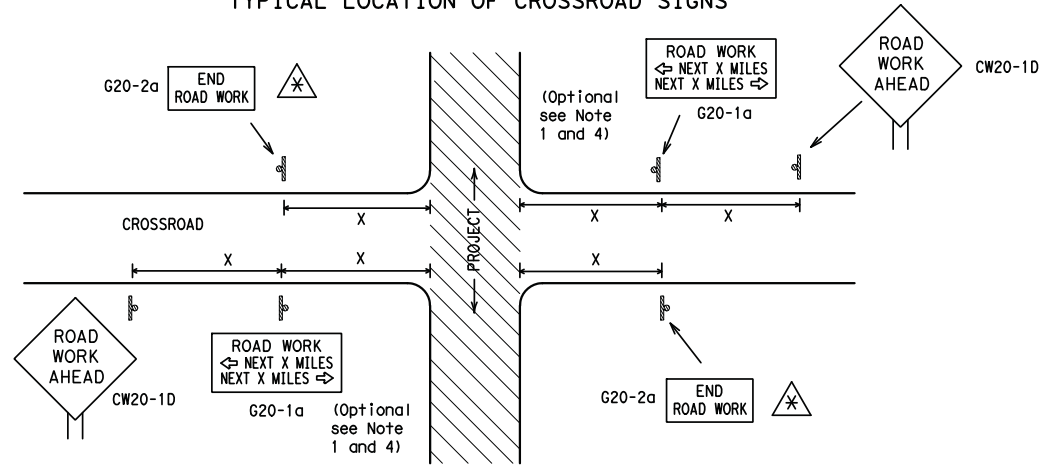 TYPICAL LOCATION OF CROSSROAD SIGNS
G20-2a
END
ROAD WORK
*
(Optional
see Note
1 and 4)
ROAD WORK
⇦ NEXT X MILES
NEXT X MILES ⇨
G20-1a
ROAD
WORK
AHEAD
CW20-1D
X
X
X
CROSSROAD
PROJECT
X
X
X
ROAD
WORK
AHEAD
CW20-1D
ROAD WORK
⇦ NEXT X MILES
NEXT X MILES ⇨
G20-1a
(Optional
see Note
1 and 4)
G20-2a
END
ROAD WORK
*